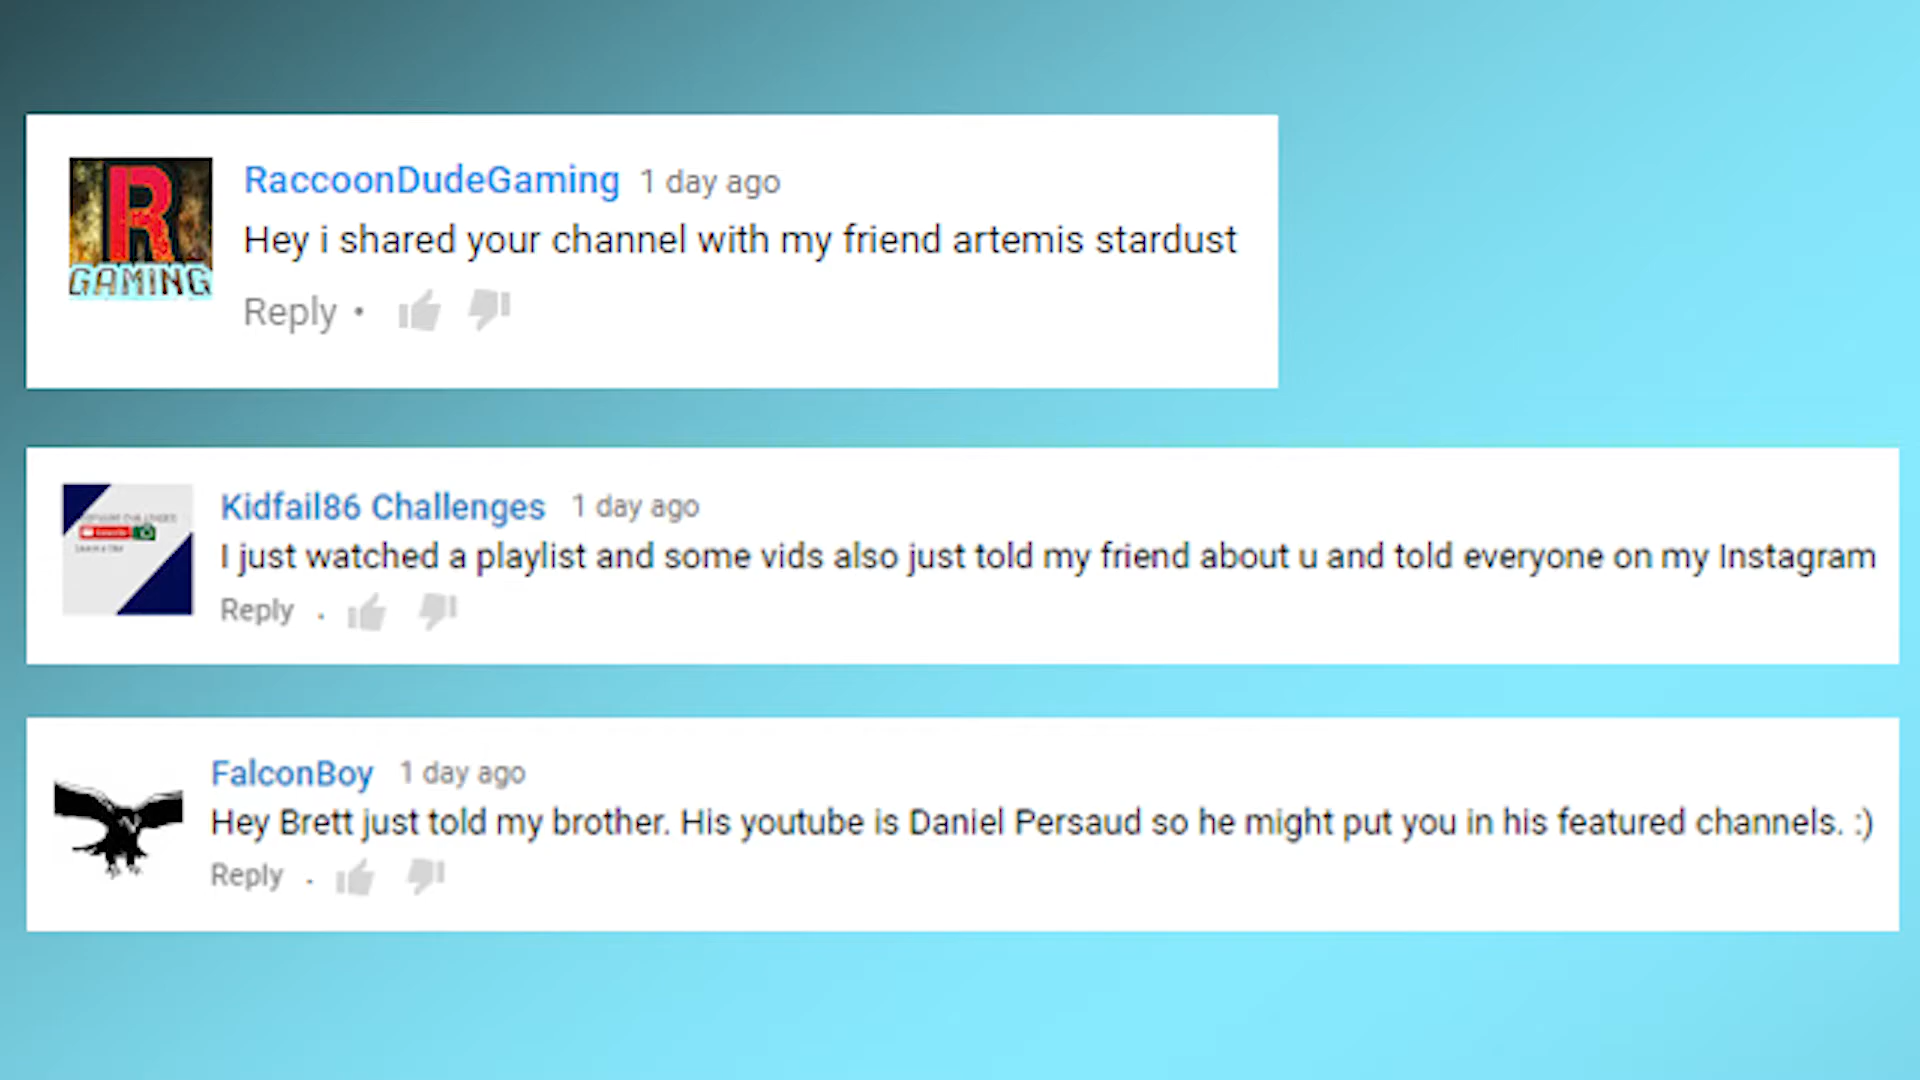 R
GAMING
RaccoonDudeGaming 1 day ago
Hey i shared your channel with my friend artemis stardust
Reply •
Kidfail86 Challenges 1 day ago
I just watched a playlist and some vids also just told my friend about u and told everyone on my Instagram
Reply .
FalconBoy 1 day ago
Hey Brett just told my brother. His youtube is Daniel Persaud so he might put you in his featured channels. :)
Reply .